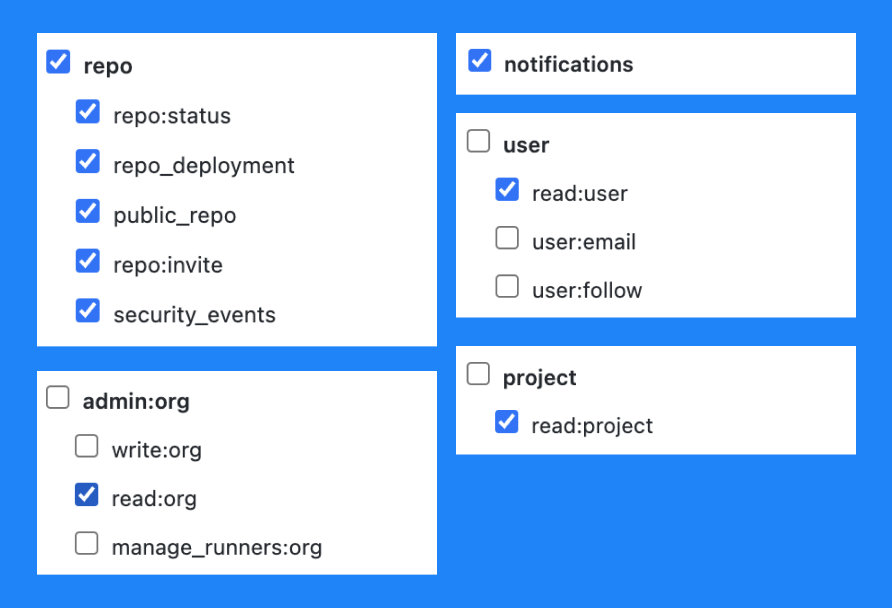 repo
repo:status
repo_deployment
public_repo
repo:invite
security_events
admin:org
write:org
read:org
manage_runners:org
notifications
user
read:user
user:email
user:follow
project
read:project